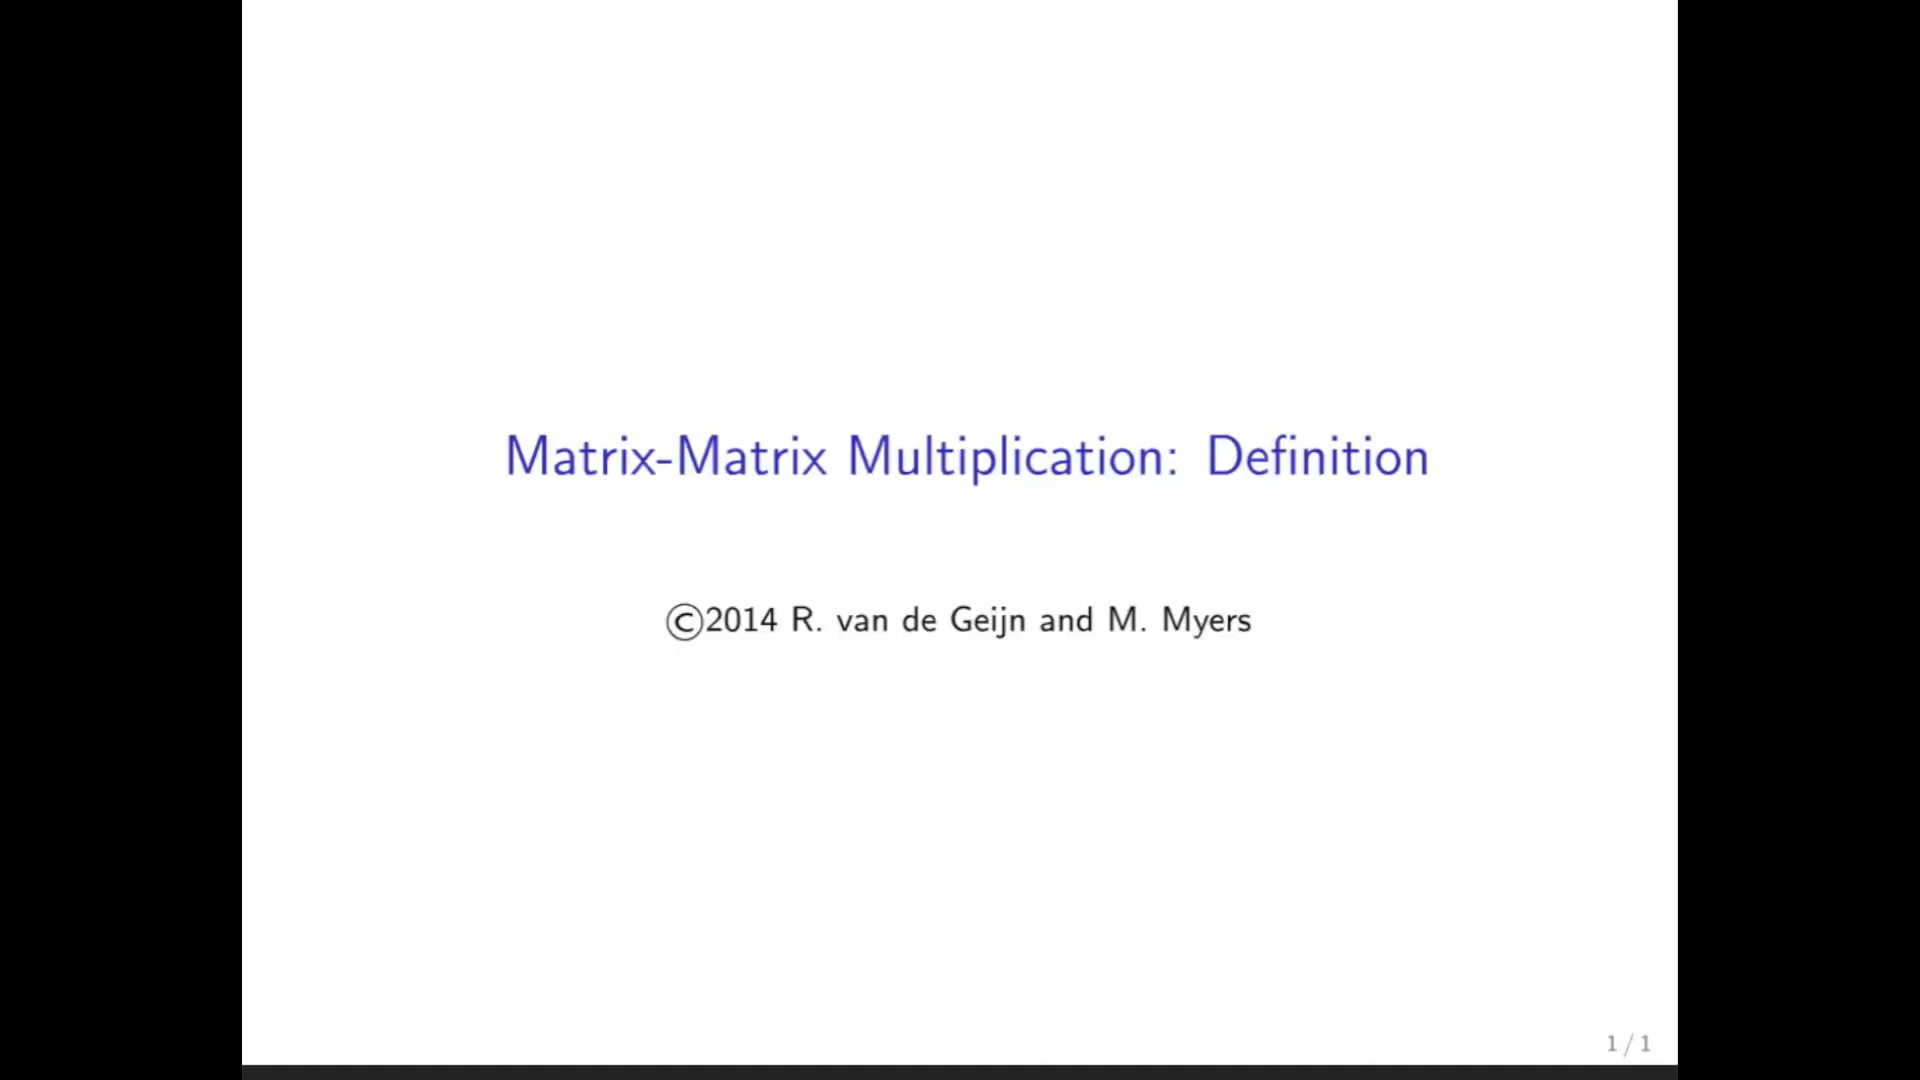 Matrix-Matrix Multiplication: Definition
©2014 R. van de Geijn and M. Myers
1 / 1